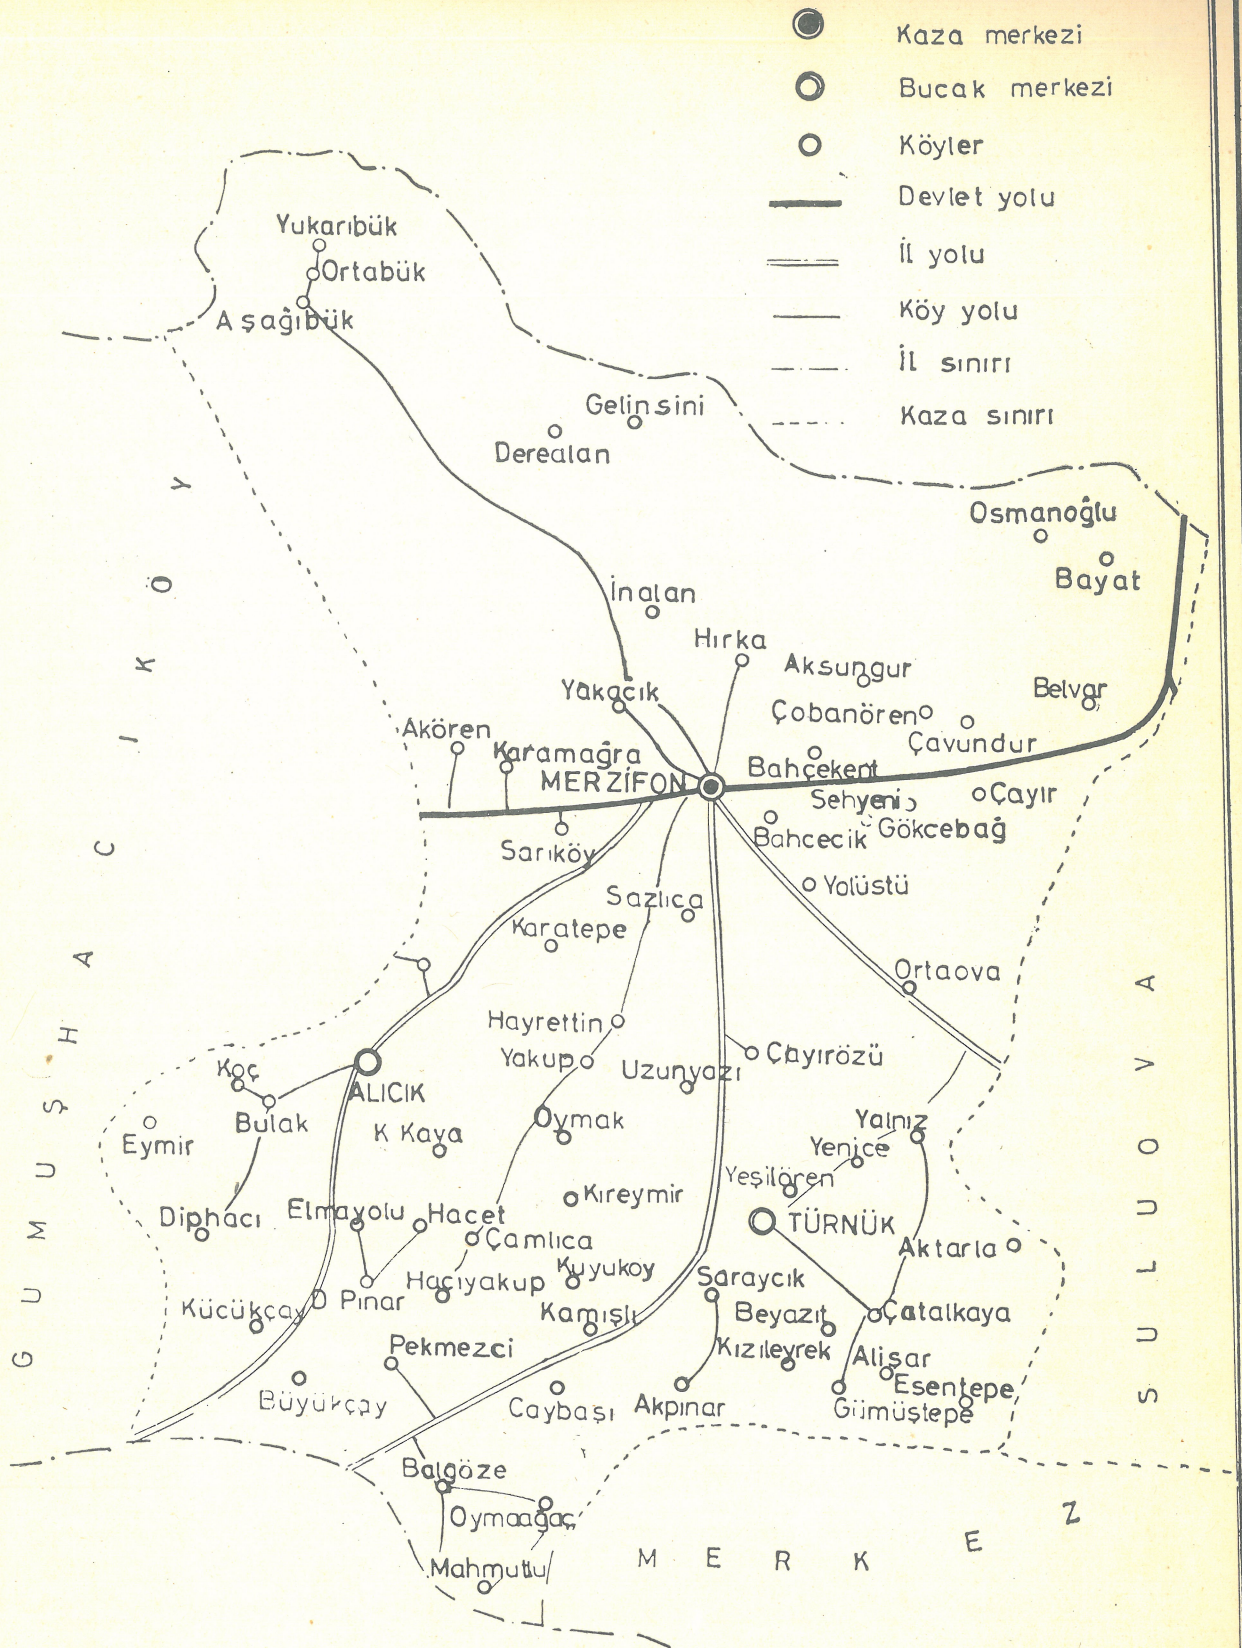 Kaza merkezi
Bucak merkezi
Köyler
Devlet yolu
İl yolu
Köy yolu
İl sınırı
Kaza sınırı
Yukarıbük
Ortabük
Aşağıbük
Gelinsini
Derealan
Osmanoğlu
Bayat
İnalan
Hırka
Aksungur
Yakacık
Belvar
Çobanören
Çavundur
Akören
Karamağra
MERZİFON
Bahçekent
Sehyeni
Çayır
Bahcecik
Gökcebağ
Sarıköy
Yolüstü
Sazlıca
Karatepe
Ortaova
Hayrettin
Yakup
Uzunyazı
Çayırözü
Koç
ALICIK
Bulak
Eymir
K Kaya
Oymak
Yalnız
Yenice
Yeşilören
Kıreymir
Diphacı
Elmayolu
Hacet
Çamlıca
TÜRNÜK
Aktarla
Hacıyakup
Kuyukoy
Saraycık
D Pınar
Kücükçay
Kamışlı
Beyazıt
Çatalkaya
Pekmezci
Kızıleyrek
Alişar
Esentepe
Büyükçay
Caybaşı
Akpınar
Gümüştepe
Balgöze
Oymaağaç
Mahmutlu
GUMUŞHACIKÖY
SULUOVA
MERKEZ